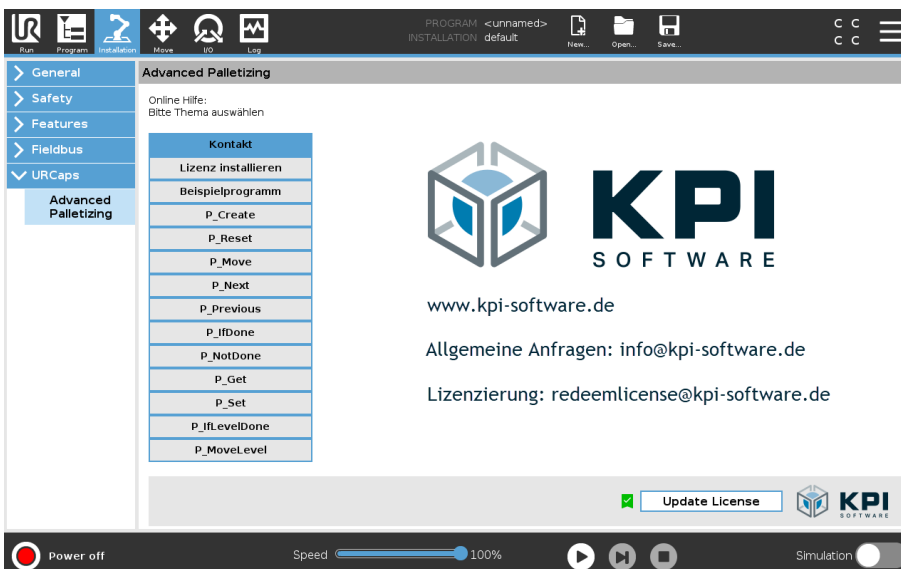 PROGRAM <unnamed>
INSTALLATION default
C C
C C
Run
Program
Installation
Move
I/O
Log
New...
Open...
Save...
General
Safety
Features
Fieldbus
URCaps
Advanced
Palletizing
Advanced Palletizing
Online Hilfe:
Bitte Thema auswählen
Kontakt
Lizenz installieren
Beispielprogramm
P_Create
P_Reset
P_Move
P_Next
P_Previous
P_IfDone
P_NotDone
P_Get
P_Set
P_IfLevelDone
P_MoveLevel
KPI
SOFTWARE
www.kpi-software.de
Allgemeine Anfragen: info@kpi-software.de
Lizenzierung: redeemlicense@kpi-software.de
Update License
KPI
SOFTWARE
Power off
Speed
100%
Simulation